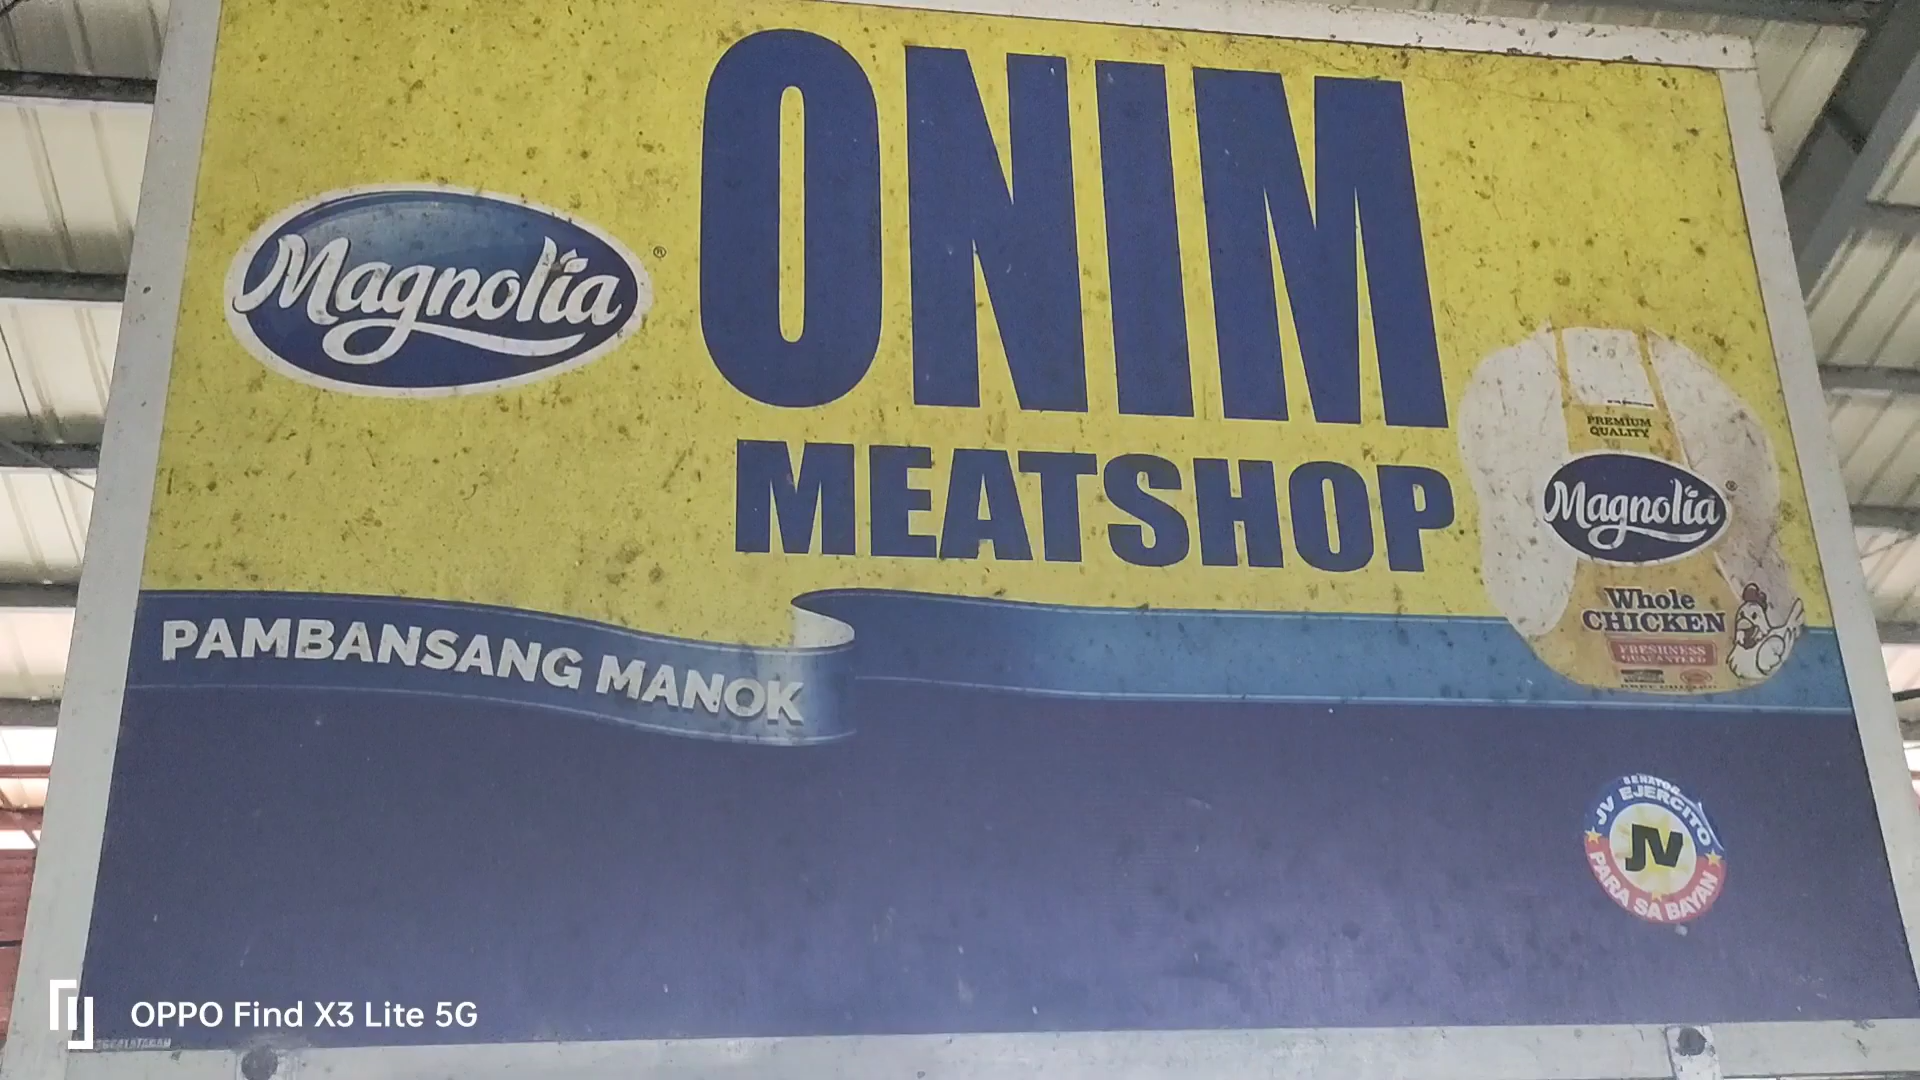 ONIM
Magnolia ®
MEATSHOP
PREMIUM
QUALITY
Magnolia ®
Whole
CHICKEN
FRESHNESS
GUARANTEED
PAMBANSANG MANOK
SENATOR
JV EJERCITO
JV
PARA SA BAYAN
OPPO Find X3 Lite 5G